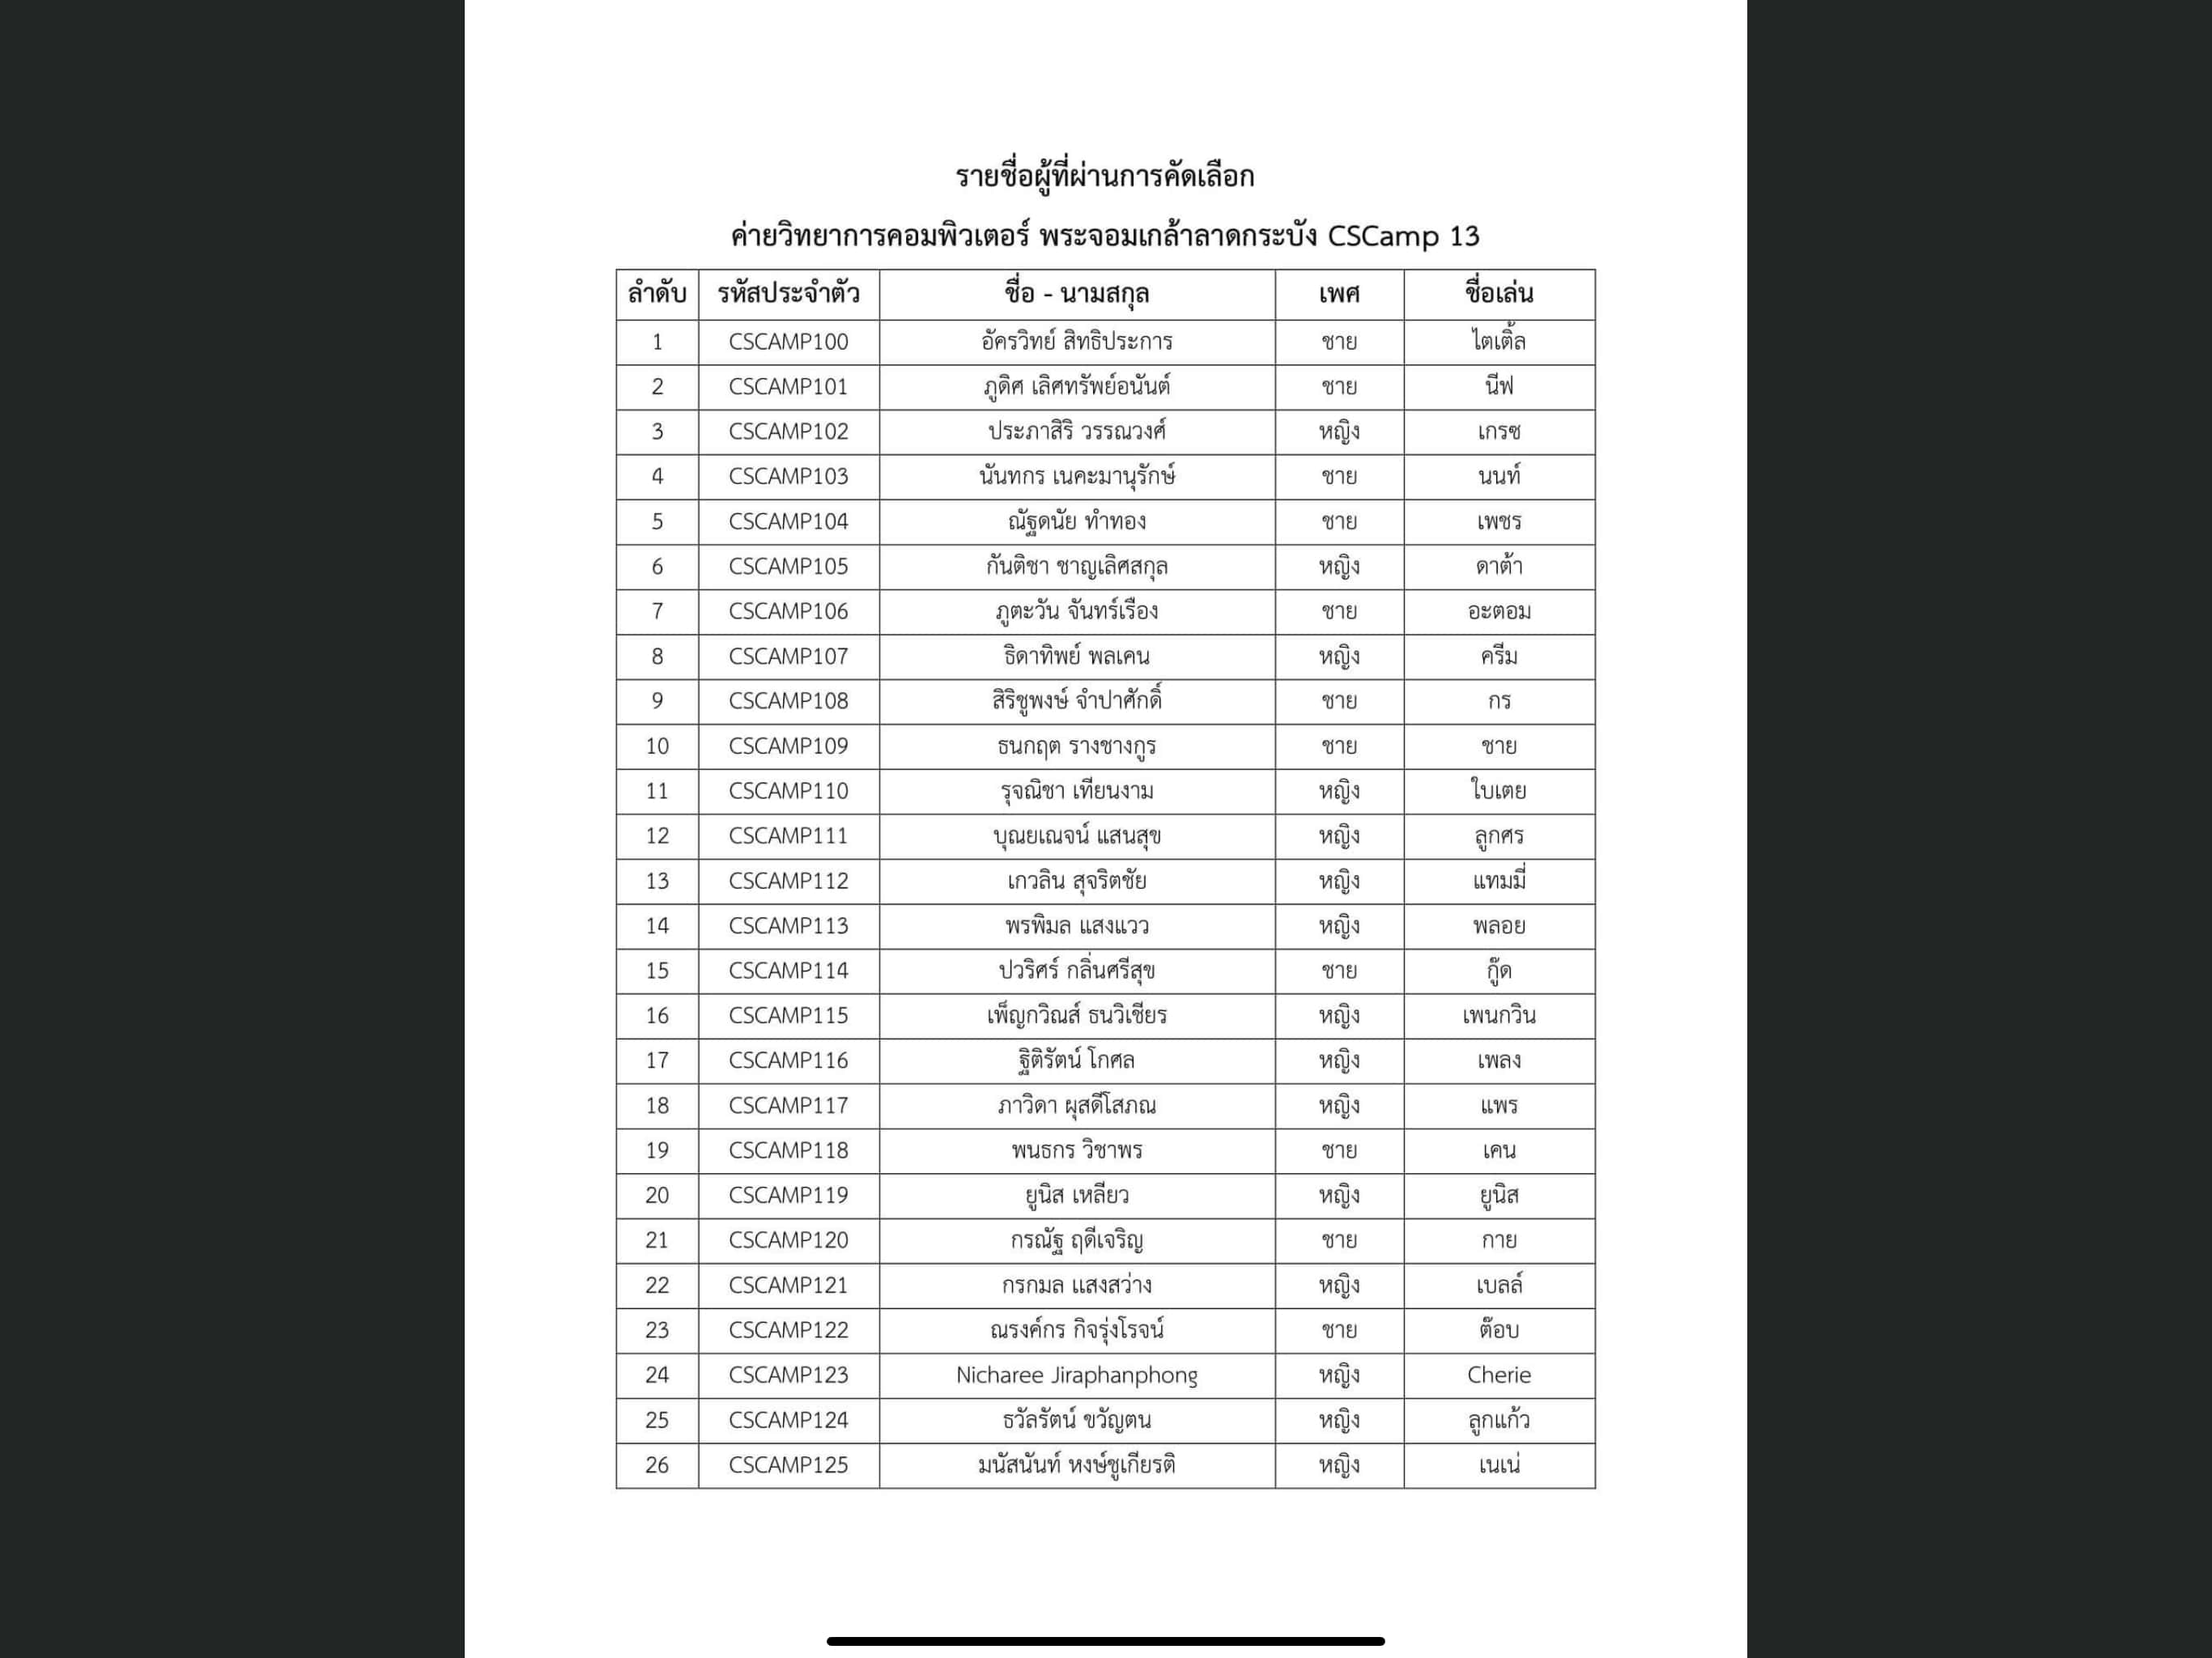 รายชื่อผู้ที่ผ่านการคัดเลือก
ค่ายวิทยาการคอมพิวเตอร์ พระจอมเกล้าลาดกระบัง CSCamp 13
ลำดับ รหัสประจำตัว ชื่อ - นามสกุล เพศ ชื่อเล่น
1 CSCAMP100 อัครวิทย์ สิทธิประการ ชาย ไตเติ้ล
2 CSCAMP101 ภูดิศ เลิศทรัพย์อนันต์ ชาย นีฟ
3 CSCAMP102 ประภาสิริ วรรณวงศ์ หญิง เกรซ
4 CSCAMP103 นันทกร เนคะมานุรักษ์ ชาย นนท์
5 CSCAMP104 ณัฐดนัย ทำทอง ชาย เพชร
6 CSCAMP105 กันติชา ชาญเลิศสกุล หญิง ดาต้า
7 CSCAMP106 ภูตะวัน จันทร์เรือง ชาย อะตอม
8 CSCAMP107 ธิดาทิพย์ พลเคน หญิง ครีม
9 CSCAMP108 สิริชูพงษ์ จำปาศักดิ์ ชาย กร
10 CSCAMP109 ธนกฤต รางชางกูร ชาย ชาย
11 CSCAMP110 รุจณิชา เทียนงาม หญิง ใบเตย
12 CSCAMP111 บุณยเณจน์ แสนสุข หญิง ลูกศร
13 CSCAMP112 เกวลิน สุจริตชัย หญิง แทมมี่
14 CSCAMP113 พรพิมล แสงแวว หญิง พลอย
15 CSCAMP114 ปวริศร์ กลิ่นศรีสุข ชาย กู๊ด
16 CSCAMP115 เพ็ญกวิณส์ ธนวิเชียร หญิง เพนกวิน
17 CSCAMP116 ฐิติรัตน์ โกศล หญิง เพลง
18 CSCAMP117 ภาวิดา ผุสดีโสภณ หญิง แพร
19 CSCAMP118 พนธกร วิชาพร ชาย เคน
20 CSCAMP119 ยูนิส เหลียว หญิง ยูนิส
21 CSCAMP120 กรณัฐ ฤดีเจริญ ชาย กาย
22 CSCAMP121 กรกมล แสงสว่าง หญิง เบลล์
23 CSCAMP122 ณรงค์กร กิจรุ่งโรจน์ ชาย ต๊อบ
24 CSCAMP123 Nicharee Jiraphanphong หญิง Cherie
25 CSCAMP124 ธวัลรัตน์ ขวัญตน หญิง ลูกแก้ว
26 CSCAMP125 มนัสนันท์ หงษ์ชูเกียรติ หญิง เนเน่